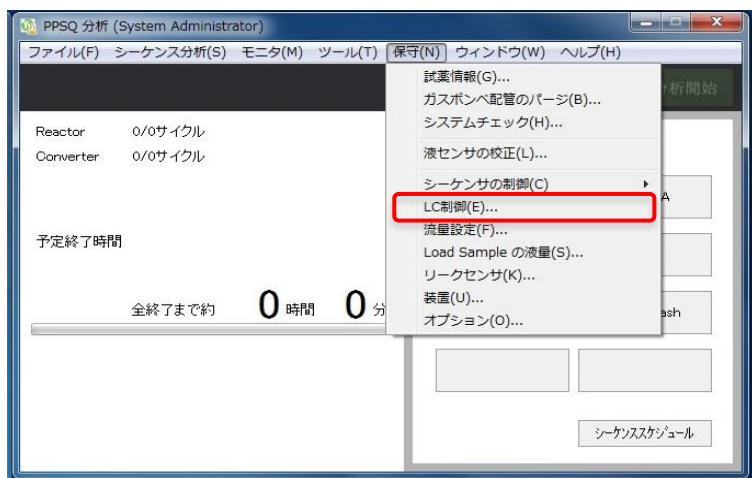 PPSQ 分析 (System Administrator)
ファイル(F) シーケンス分析(S) モニタ(M) ツール(T) 保守(N) ウィンドウ(W) ヘルプ(H)
試薬情報(G)...
ガスボンベ配管のパージ(B)...
システムチェック(H)...
液センサの校正(L)...
シーケンサの制御(C)
LC制御(E)...
流量設定(F)...
Load Sample の液量(S)...
リークセンサ(K)...
装置(U)...
オプション(O)...
分析開始
Reactor 0/0サイクル
Converter 0/0サイクル
A
予定終了時間
全終了まで約 0 時間 0 分
ash
シーケンススケジュール